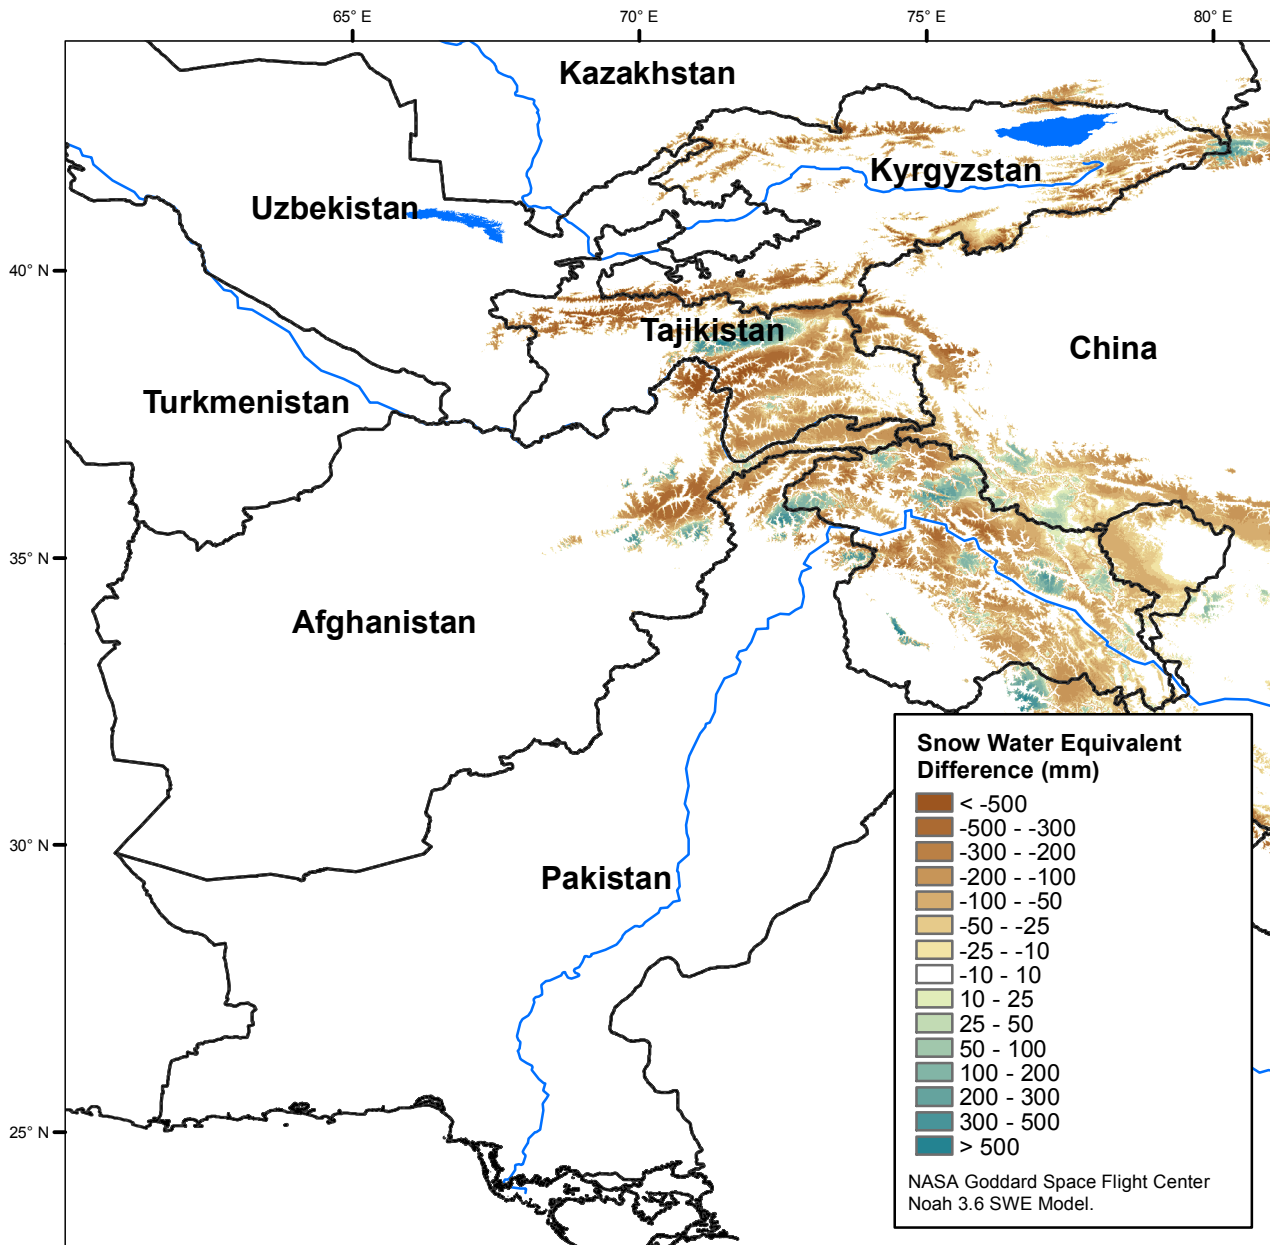 65° E
70° E
75° E
80° E
Kazakhstan
Kyrgyzstan
Uzbekistan
40° N
Tajikistan
China
Turkmenistan
35° N
Afghanistan
30° N
Pakistan
25° N
Snow Water Equivalent
Difference (mm)
< -500
-500 - -300
-300 - -200
-200 - -100
-100 - -50
-50 - -25
-25 - -10
-10 - 10
10 - 25
25 - 50
50 - 100
100 - 200
200 - 300
300 - 500
> 500
NASA Goddard Space Flight Center
Noah 3.6 SWE Model.